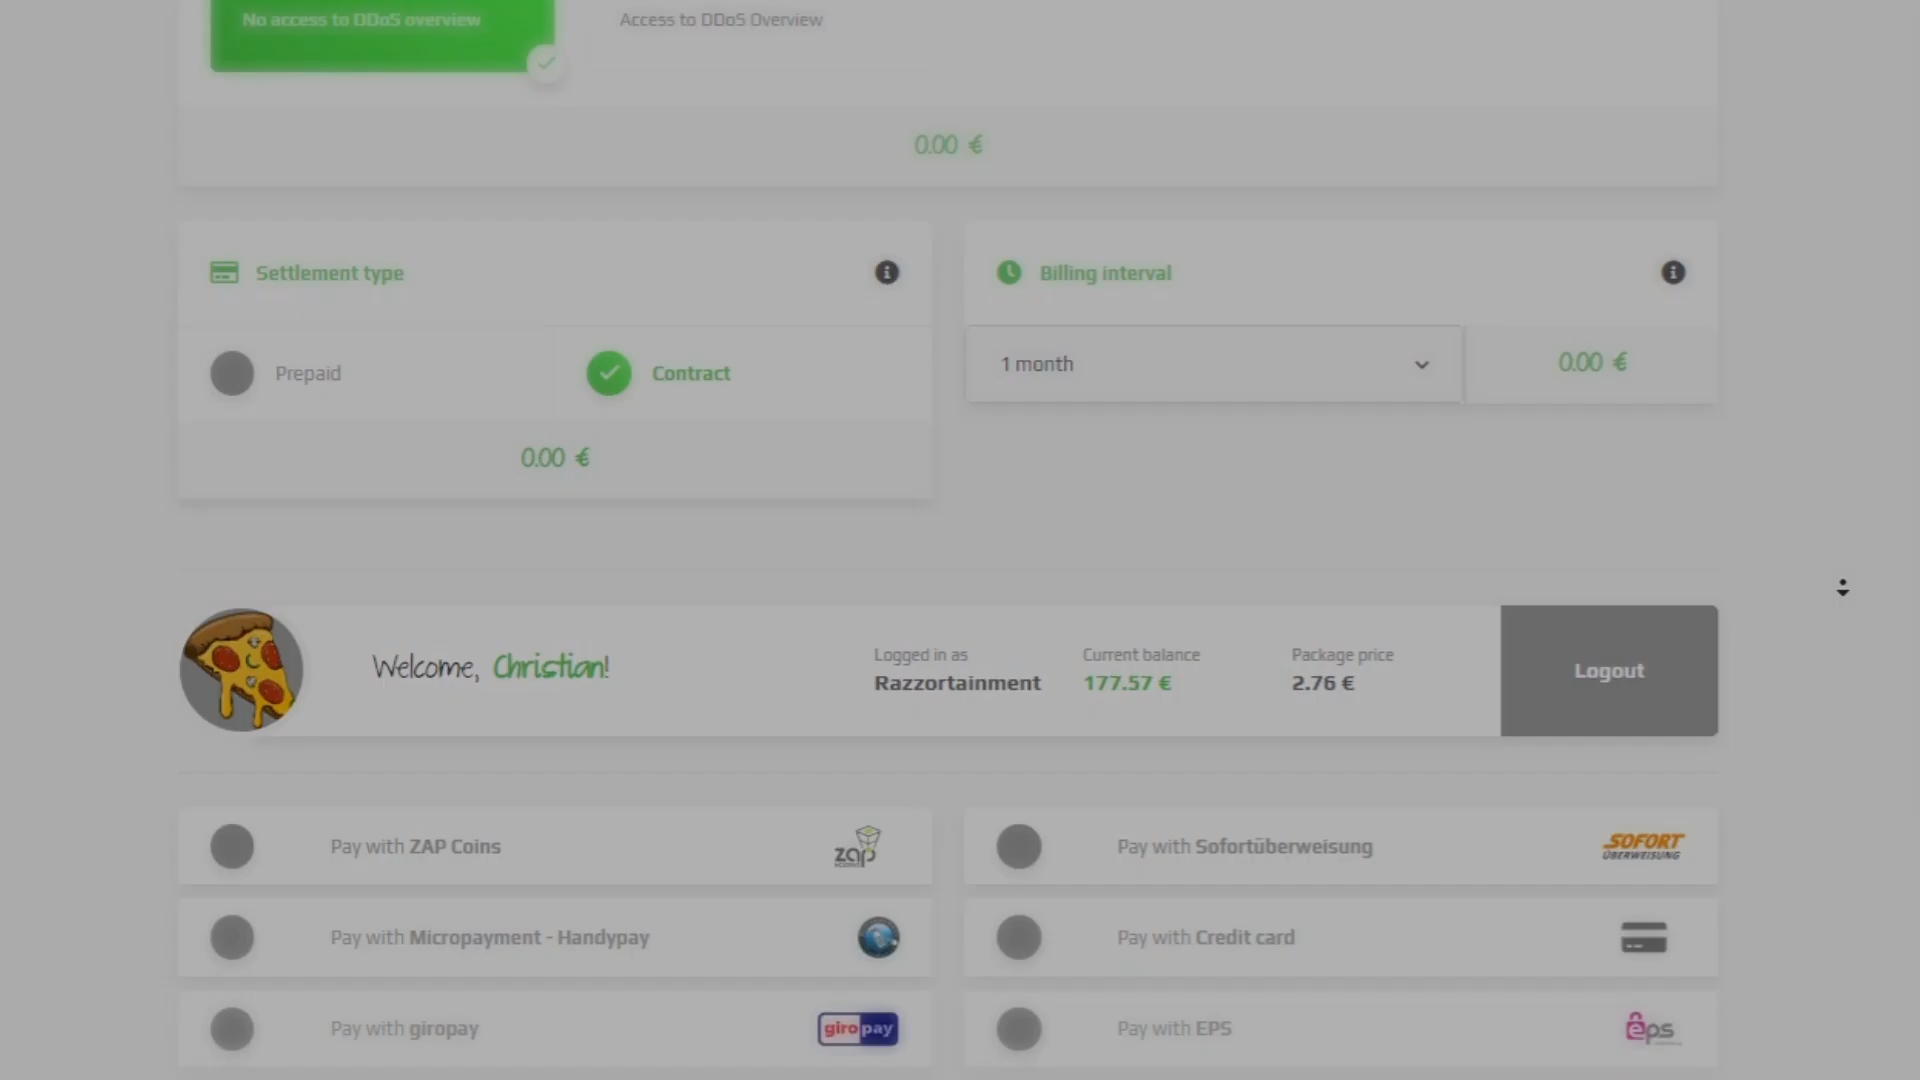 No access to DDoS overview
Access to DDoS Overview
0.00 €
Settlement type
Billing interval
Prepaid
Contract
1 month
0.00 €
0.00 €
Welcome, Christian!
Logged in as
Current balance
Package price
Razzortainment
177.57 €
2.76 €
Logout
Pay with ZAP Coins
zap
Pay with Sofortüberweisung
SOFORT
ÜBERWEISUNG
Pay with Micropayment - Handypay
Pay with Credit card
Pay with giropay
giropay
Pay with EPS
eps